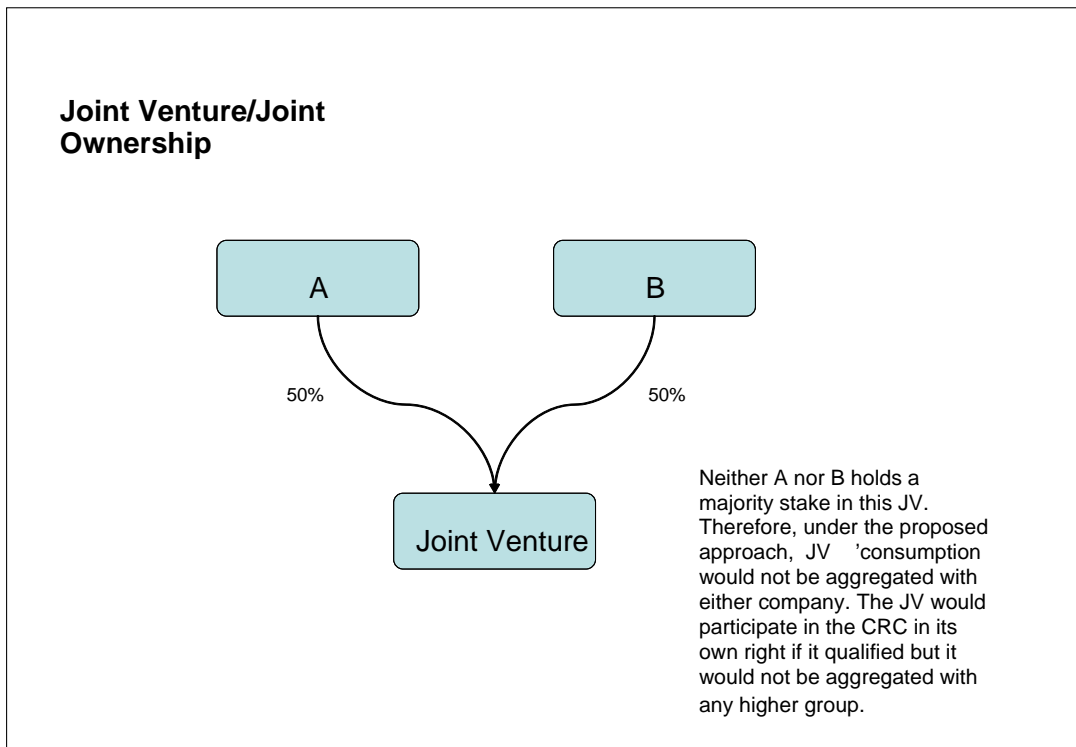 Joint Venture/Joint
Ownership
A
B
50%
50%
Joint Venture
Neither A nor B holds a
majority stake in this JV.
Therefore, under the proposed
approach, JV 'consumption
would not be aggregated with
either company. The JV would
participate in the CRC in its
own right if it qualified but it
would not be aggregated with
any higher group.